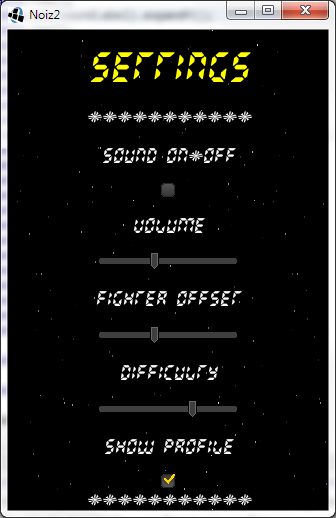 Noiz2
SETTINGS
***********
SOUND ON*OFF
VOLUME
FIGHTER OFFSET
DIFFICULTY
SHOW PROFILE
***********